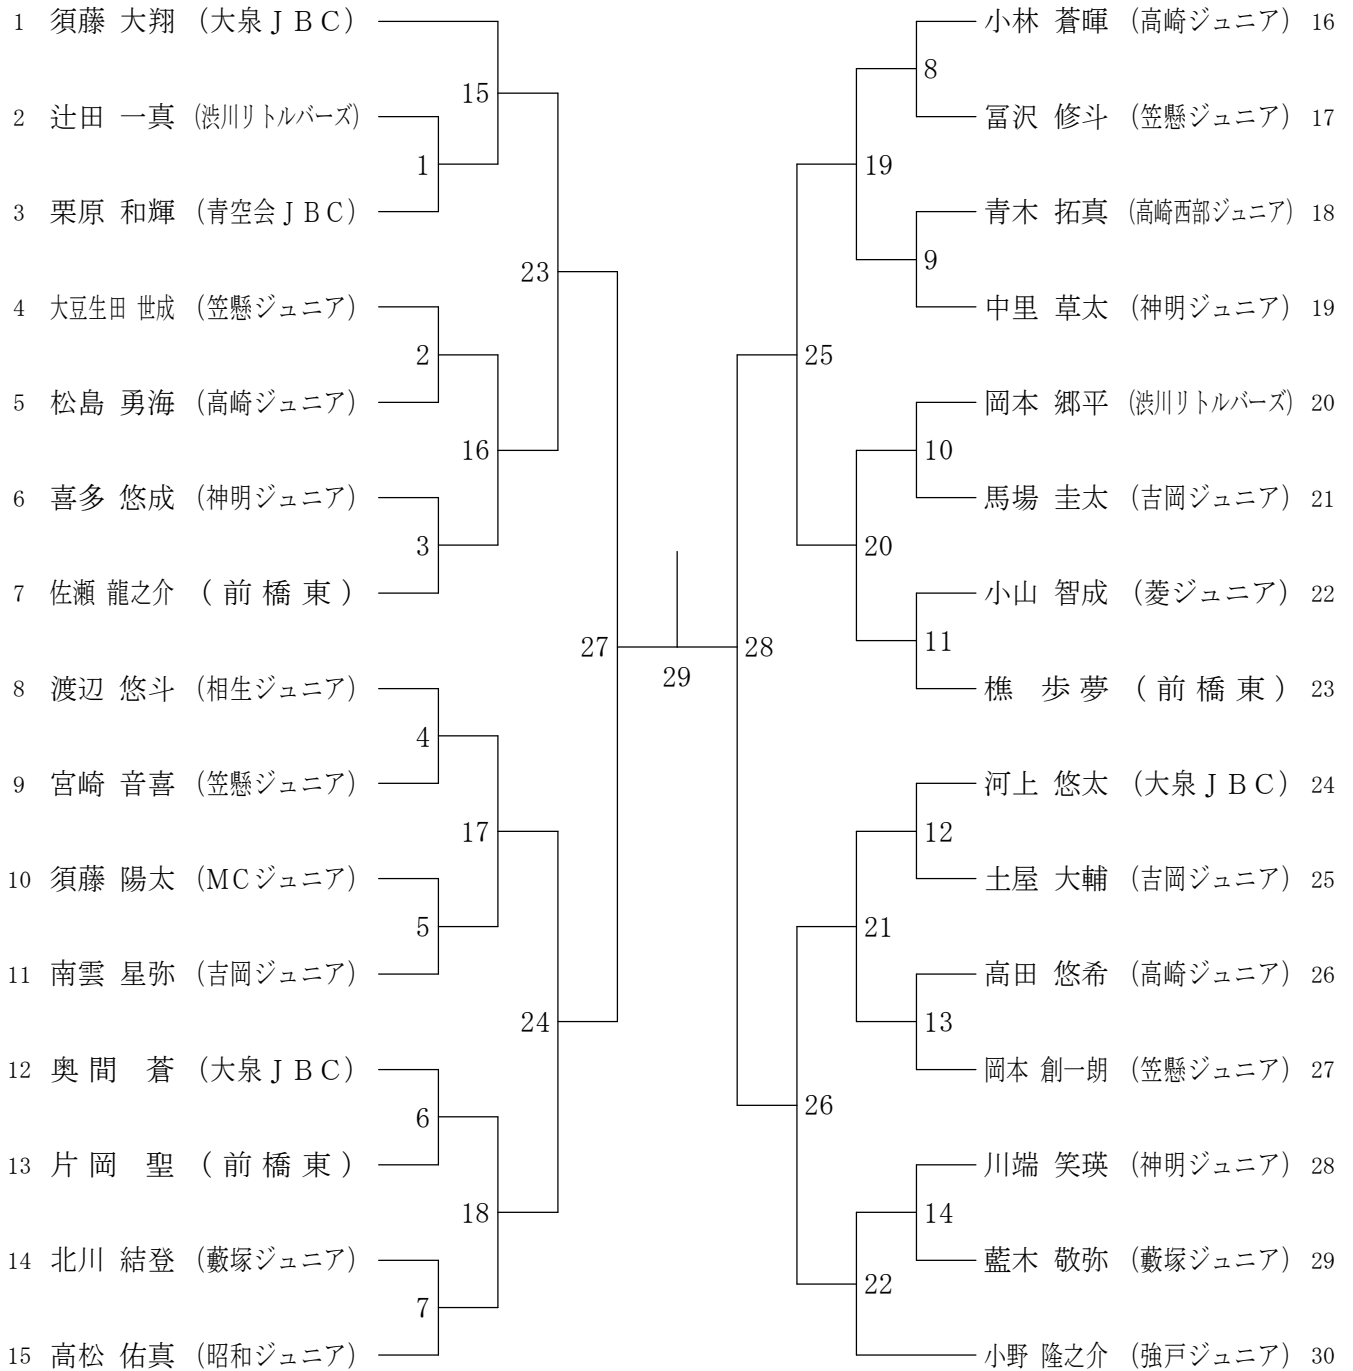 1 須藤 大翔 (大泉ＪＢＣ)
15
2 辻田 一真 (渋川リトルバーズ)
1
3 栗原 和輝 (青空会ＪＢＣ)
23
4 大豆生田 世成 (笠懸ジュニア)
2
5 松島 勇海 (高崎ジュニア)
16
6 喜多 悠成 (神明ジュニア)
3
7 佐瀬 龍之介 (前橋東)
27
8 渡辺 悠斗 (相生ジュニア)
4
9 宮崎 音喜 (笠懸ジュニア)
17
10 須藤 陽太 (MCジュニア)
5
11 南雲 星弥 (吉岡ジュニア)
24
12 奥間 蒼 (大泉ＪＢＣ)
6
13 片岡 聖 (前橋東)
18
14 北川 結登 (藪塚ジュニア)
7
15 高松 佑真 (昭和ジュニア)
29
小林 蒼暉 (高崎ジュニア) 16
8
冨沢 修斗 (笠懸ジュニア) 17
19
青木 拓真 (高崎西部ジュニア) 18
9
中里 草太 (神明ジュニア) 19
25
岡本 郷平 (渋川リトルバーズ) 20
10
馬場 圭太 (吉岡ジュニア) 21
20
小山 智成 (菱ジュニア) 22
11
樵 歩夢 (前橋東) 23
28
河上 悠太 (大泉ＪＢＣ) 24
12
土屋 大輔 (吉岡ジュニア) 25
21
高田 悠希 (高崎ジュニア) 26
13
岡本 創一朗 (笠懸ジュニア) 27
26
川端 笑瑛 (神明ジュニア) 28
14
藍木 敬弥 (藪塚ジュニア) 29
22
小野 隆之介 (強戸ジュニア) 30